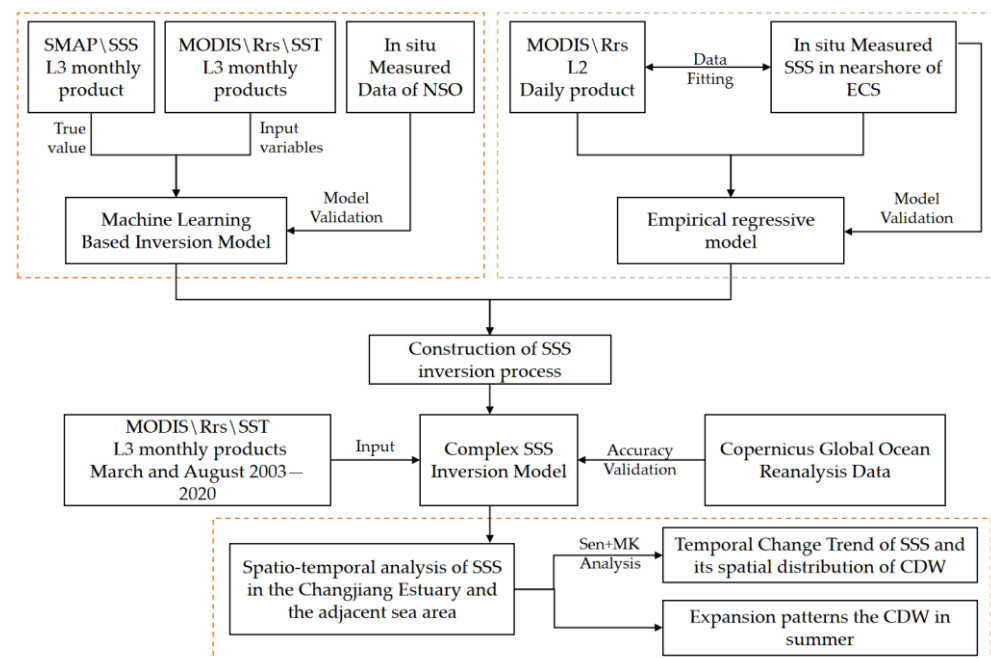 SMAP\SSS
L3 monthly
product
MODIS\Rrs\SST
L3 monthly
products
In situ
Measured
Data of NSO
MODIS\Rrs
L2
Daily product
Data
Fitting
In situ Measured
SSS in nearshore of
ECS
True
value
Input
variables
Model
Validation
Machine Learning
Based Inversion Model
Model
Validation
Empirical regressive
model
Construction of SSS
inversion process
MODIS\Rrs\SST
L3 monthly products
March and August 2003—
2020
Input
Complex SSS
Inversion Model
Accuracy
Validation
Copernicus Global Ocean
Reanalysis Data
Spatio-temporal analysis of SSS
in the Changjiang Estuary and
the adjacent sea area
Sen+MK
Analysis
Temporal Change Trend of SSS and
its spatial distribution of CDW
Expansion patterns the CDW in
summer